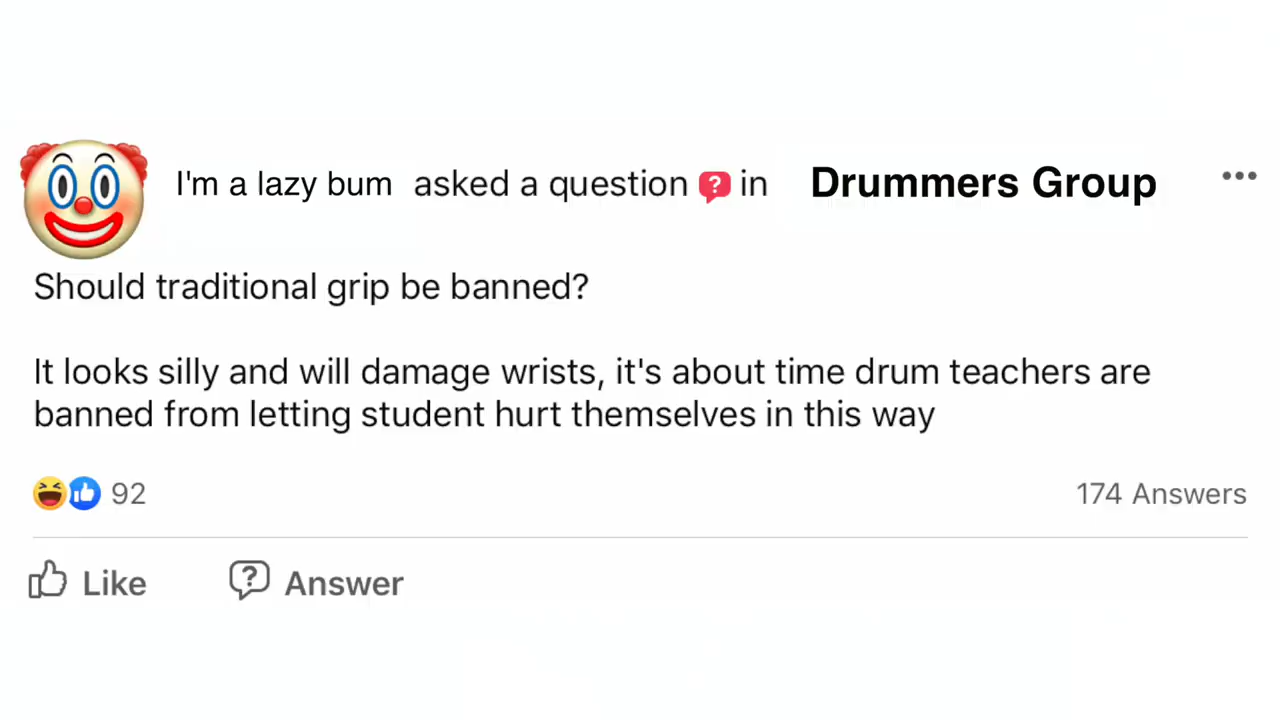 I'm a lazy bum asked a question ? in Drummers Group
Should traditional grip be banned?
It looks silly and will damage wrists, it's about time drum teachers are
banned from letting student hurt themselves in this way
92 174 Answers
Like ? Answer